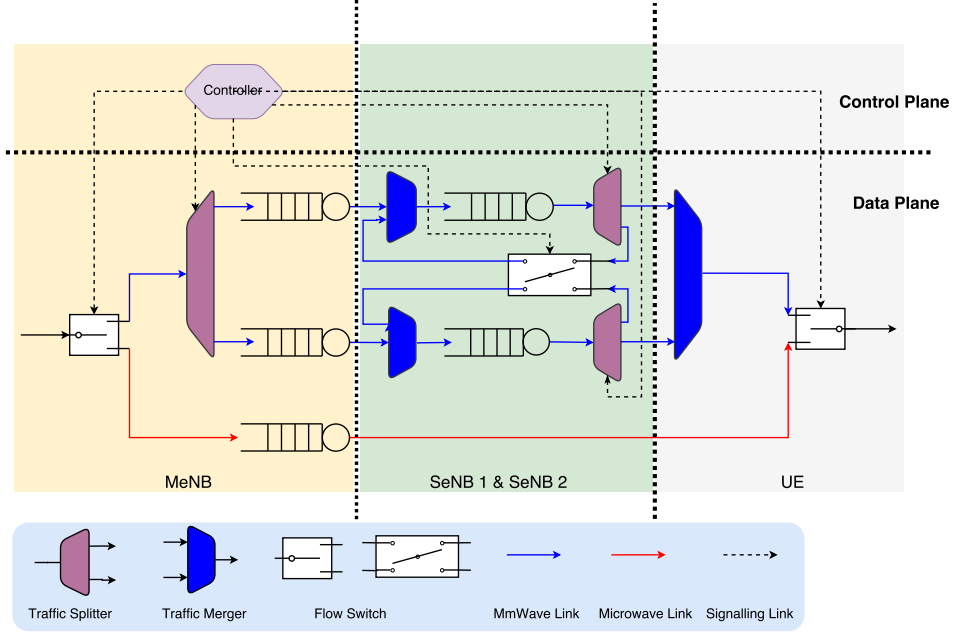 Controller
Control Plane
Data Plane
MeNB
SeNB 1 & SeNB 2
UE
Traffic Splitter
Traffic Merger
Flow Switch
MmWave Link
Microwave Link
Signalling Link